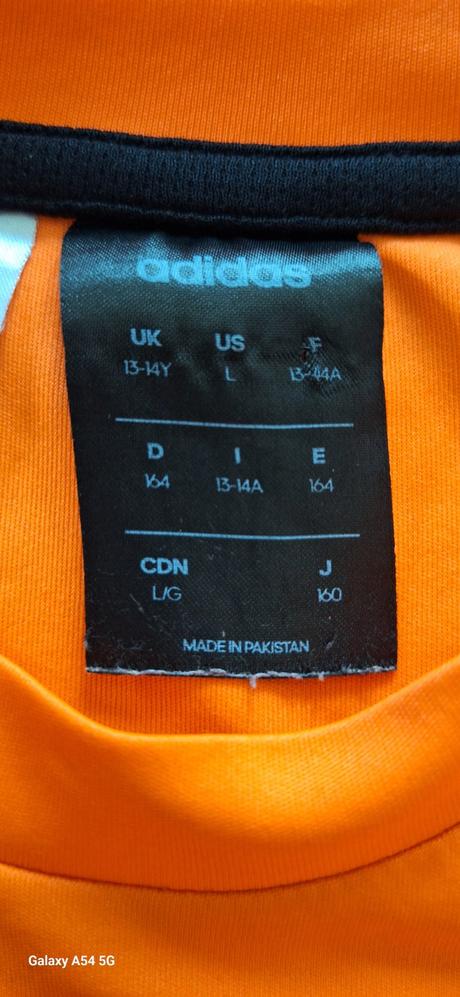 adidas
UK US F
13-14Y L 13-14A
D I E
164 13-14A 164
CDN J
L/G 160
MADE IN PAKISTAN
Galaxy A54 5G